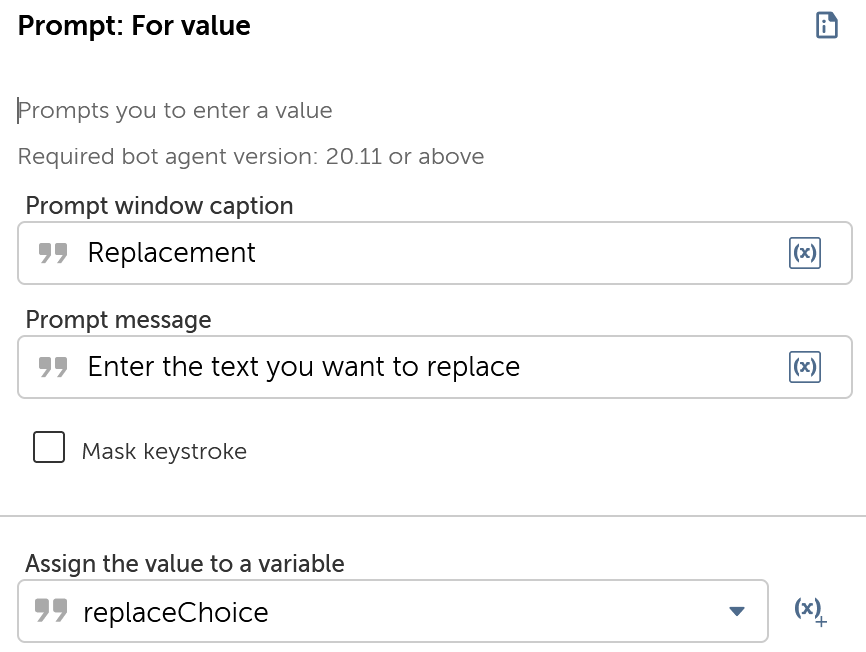 Prompt: For value
Prompts you to enter a value
Required bot agent version: 20.11 or above
Prompt window caption
" Replacement (x)
Prompt message
" Enter the text you want to replace (x)
Mask keystroke
Assign the value to a variable
" replaceChoice (x)+